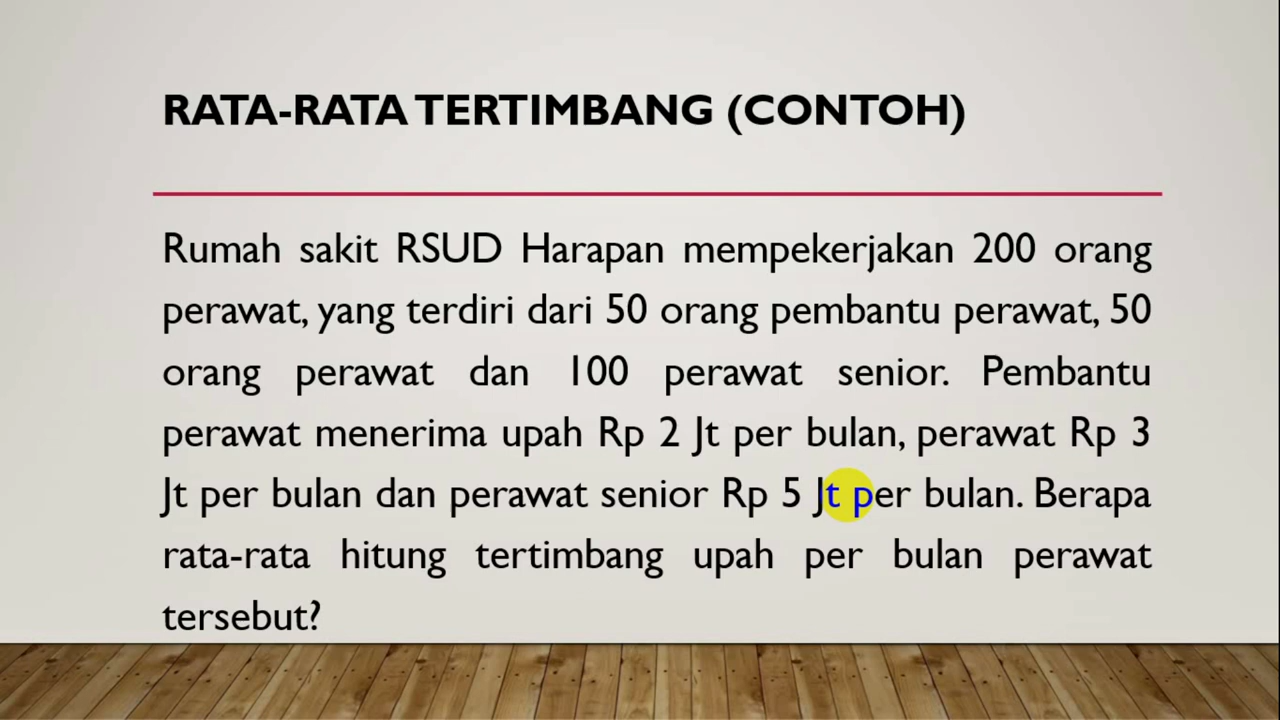 RATA-RATA TERTIMBANG (CONTOH)
Rumah sakit RSUD Harapan mempekerjakan 200 orang
perawat, yang terdiri dari 50 orang pembantu perawat, 50
orang perawat dan 100 perawat senior. Pembantu
perawat menerima upah Rp 2 Jt per bulan, perawat Rp 3
Jt per bulan dan perawat senior Rp 5 Jt per bulan. Berapa
rata-rata hitung tertimbang upah per bulan perawat
tersebut?